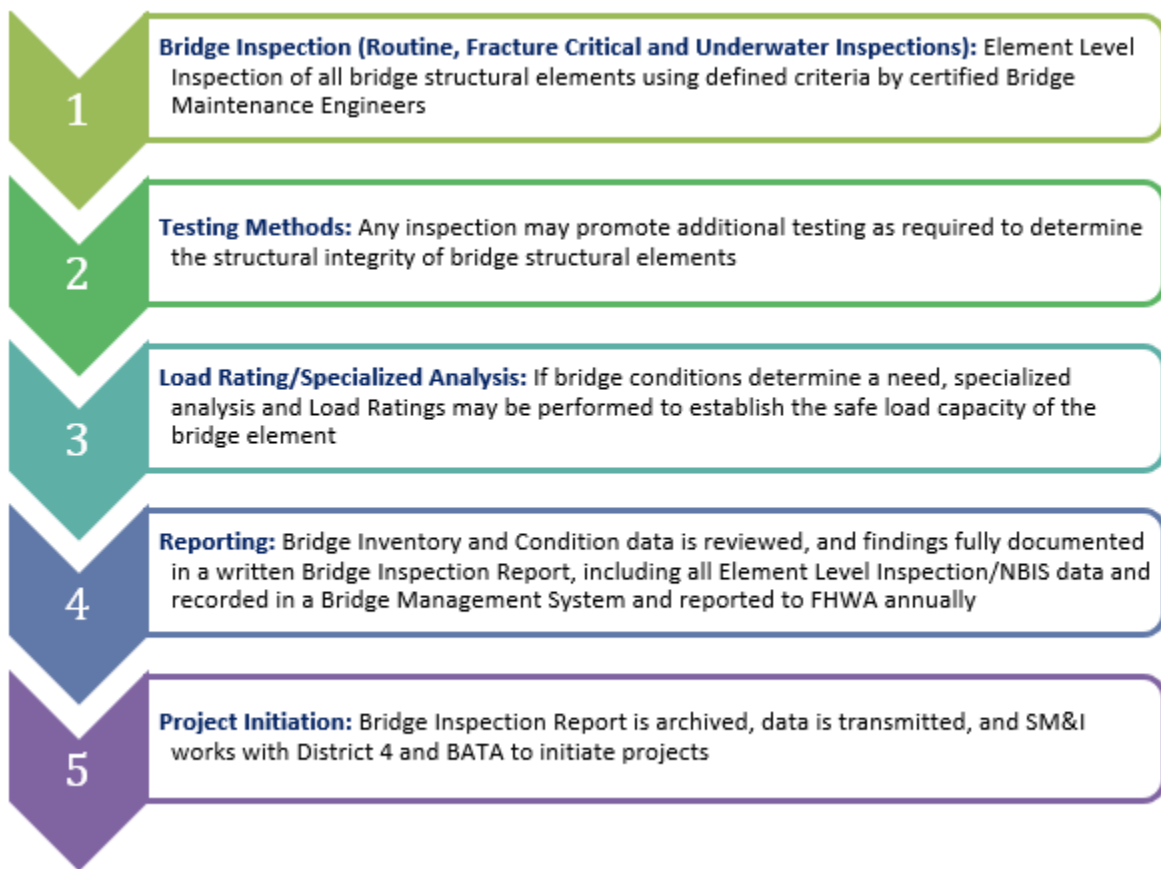 1
Bridge Inspection (Routine, Fracture Critical and Underwater Inspections): Element Level
Inspection of all bridge structural elements using defined criteria by certified Bridge
Maintenance Engineers
2
Testing Methods: Any inspection may promote additional testing as required to determine
the structural integrity of bridge structural elements
3
Load Rating/Specialized Analysis: If bridge conditions determine a need, specialized
analysis and Load Ratings may be performed to establish the safe load capacity of the
bridge element
4
Reporting: Bridge Inventory and Condition data is reviewed, and findings fully documented
in a written Bridge Inspection Report, including all Element Level Inspection/NBIS data and
recorded in a Bridge Management System and reported to FHWA annually
5
Project Initiation: Bridge Inspection Report is archived, data is transmitted, and SM&I
works with District 4 and BATA to initiate projects